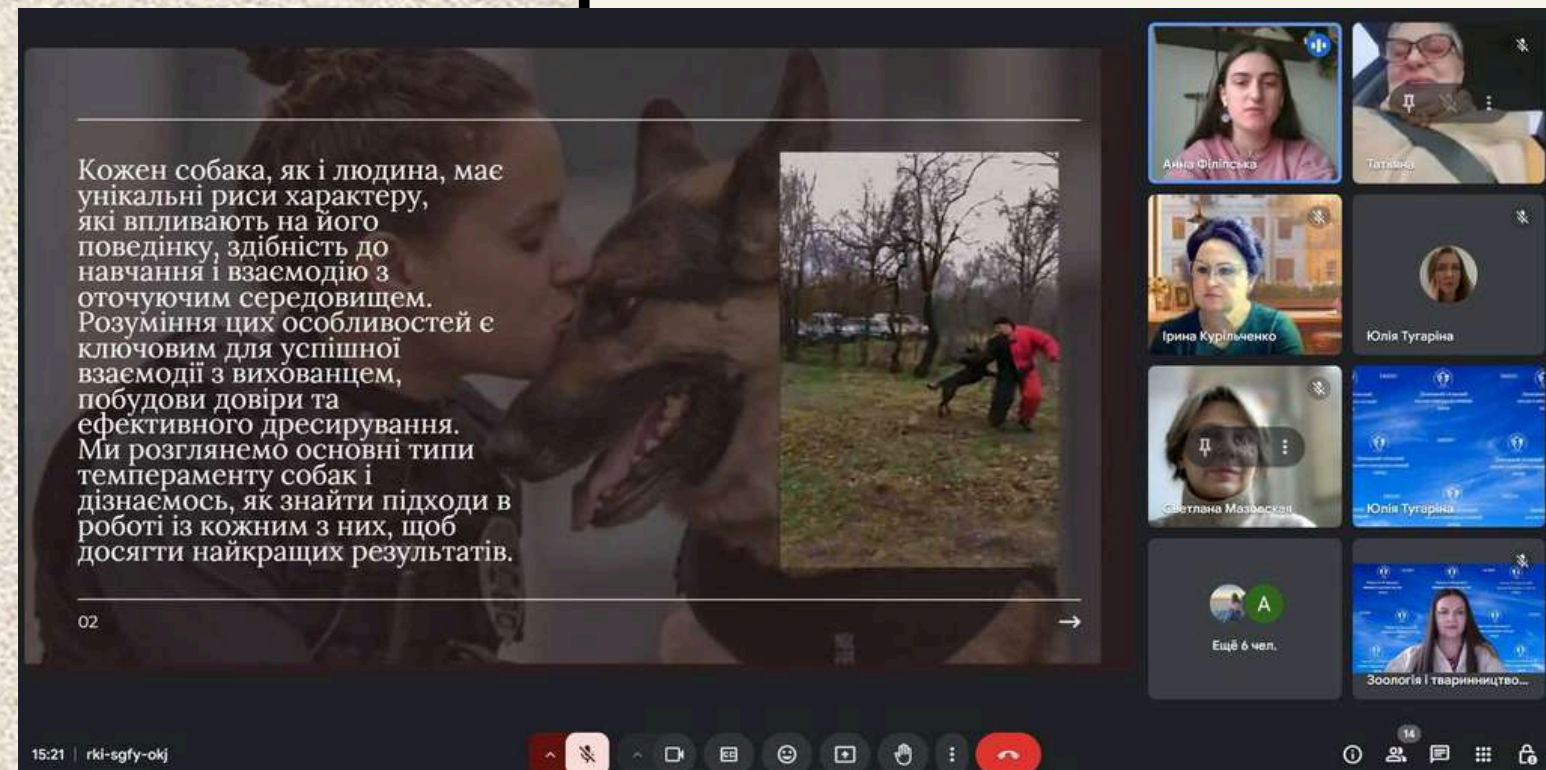 Кожен собака, як і людина, має
унікальні риси характеру,
які впливають на його
поведінку, здібність до
навчання і взаємодію з
оточуючим середовищем.
Розуміння цих особливостей є
ключовим для успішної
взаємодії з вихованцем,
побудови довіри та
ефективного дресирування.
Ми розглянемо основні типи
темпераменту собак і
дізнаємось, як знайти підходи в
роботі із кожним з них, щоб
досягти найкращих результатів.
02
→
Анна Філіпська
Татьяна
Ірина Курільченко
Юлія Тугаріна
Светлана Мазовская
Юлія Тугаріна
A
Ещё 6 чел.
Зоологія і тваринництво...
15:21 | rki-sgfy-okj
CC
14